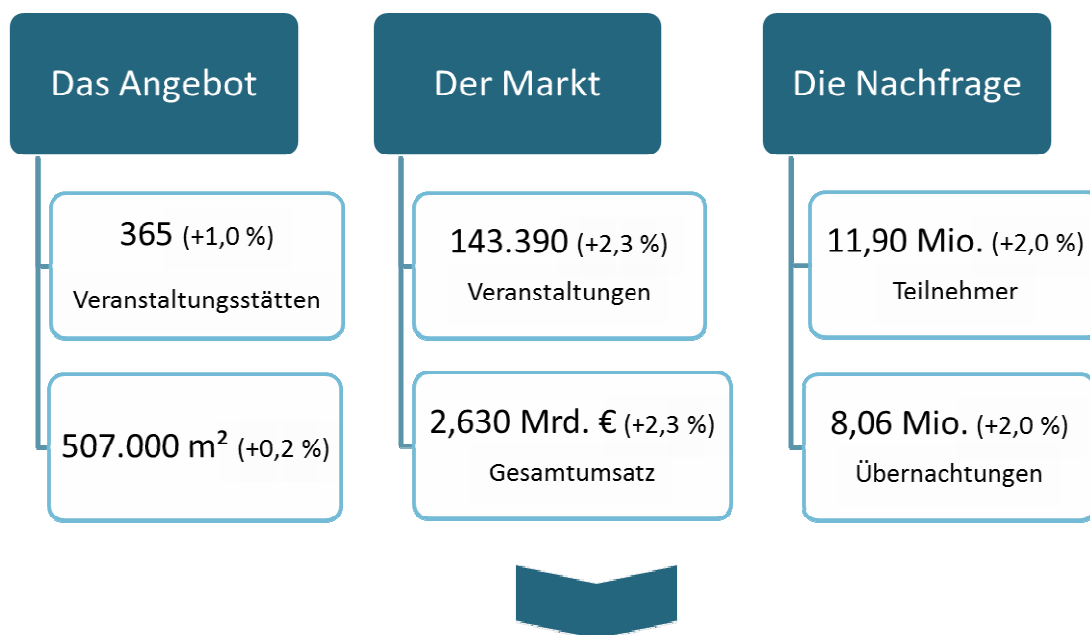 Das Angebot
365 (+1,0 %)
Veranstaltungsstätten
507.000 m² (+0,2 %)
Der Markt
143.390 (+2,3 %)
Veranstaltungen
2,630 Mrd. € (+2,3 %)
Gesamtumsatz
Die Nachfrage
11,90 Mio. (+2,0 %)
Teilnehmer
8,06 Mio. (+2,0 %)
Übernachtungen